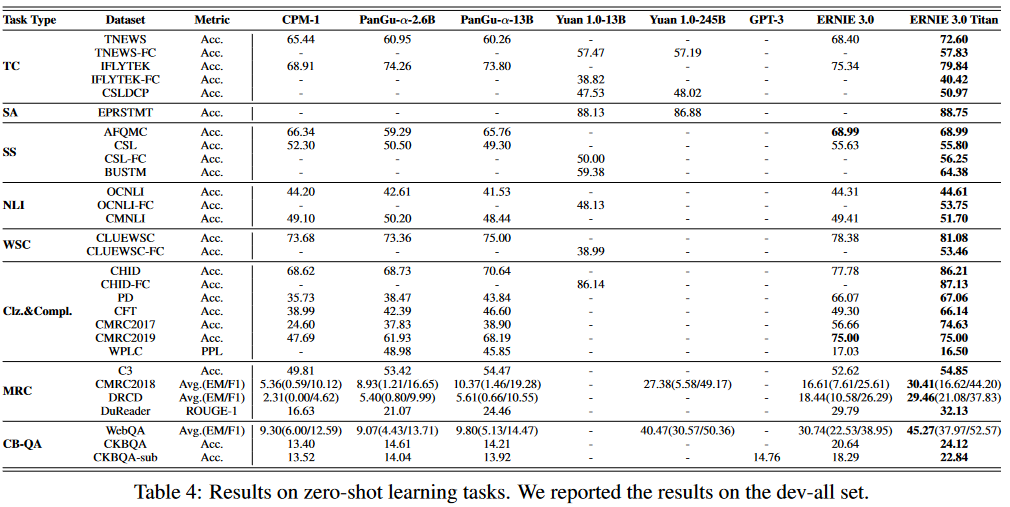 Task Type Dataset Metric CPM-1 PanGu-α-2.6B PanGu-α-13B Yuan 1.0-13B Yuan 1.0-245B GPT-3 ERNIE 3.0 ERNIE 3.0 Titan
TNEWS Acc. 65.44 60.95 60.26 - - - 68.40 72.60
TNEWS-FC Acc. - - - 57.47 57.19 - - 57.83
TC IFLYTEK Acc. 68.91 74.26 73.80 - - - 75.34 79.84
IFLYTEK-FC Acc. - - - 38.82 - - - 40.42
CSLDCP Acc. - - - 47.53 48.02 - - 50.97
SA EPRSTMT Acc. - - - 88.13 86.88 - - 88.75
AFQMC Acc. 66.34 59.29 65.76 - - - 68.99 68.99
SS CSL Acc. 52.30 50.50 49.30 - - - 55.63 55.80
CSL-FC Acc. - - - 50.00 - - - 56.25
BUSTM Acc. - - - 59.38 - - - 64.38
OCNLI Acc. 44.20 42.61 41.53 - - - 44.31 44.61
NLI OCNLI-FC Acc. - - - 48.13 - - - 53.75
CMNLI Acc. 49.10 50.20 48.44 - - - 49.41 51.70
WSC CLUEWSC Acc. 73.68 73.36 75.00 - - - 78.38 81.08
CLUEWSC-FC Acc. - - - 38.99 - - - 53.46
CHID Acc. 68.62 68.73 70.64 - - - 77.78 86.21
CHID-FC Acc. - - - 86.14 - - - 87.13
PD Acc. 35.73 38.47 43.84 - - - 66.07 67.06
Clz.&Compl. CFT Acc. 38.99 42.39 46.60 - - - 49.30 66.14
CMRC2017 Acc. 24.60 37.83 38.90 - - - 56.66 74.63
CMRC2019 Acc. 47.69 61.93 68.19 - - - 75.00 75.00
WPLC PPL - 48.98 45.85 - - - 17.03 16.50
C3 Acc. 49.81 53.42 54.47 - - - 52.62 54.85
MRC CMRC2018 Avg.(EM/F1) 5.36(0.59/10.12) 8.93(1.21/16.65) 10.37(1.46/19.28) - 27.38(5.58/49.17) - 16.61(7.61/25.61) 30.41(16.62/44.20)
DRCD Avg.(EM/F1) 2.31(0.00/4.62) 5.40(0.80/9.99) 5.61(0.66/10.55) - - - 18.44(10.58/26.29) 29.46(21.08/37.83)
DuReader ROUGE-1 16.63 21.07 24.46 - - - 29.79 32.13
WebQA Avg.(EM/F1) 9.30(6.00/12.59) 9.07(4.43/13.71) 9.80(5.13/14.47) - 40.47(30.57/50.36) - 30.74(22.53/38.95) 45.27(37.97/52.57)
CB-QA CKBQA Acc. 13.40 14.61 14.21 - - - 20.64 24.12
CKBQA-sub Acc. 13.52 14.04 13.92 - - 14.76 18.29 22.84
Table 4: Results on zero-shot learning tasks. We reported the results on the dev-all set.